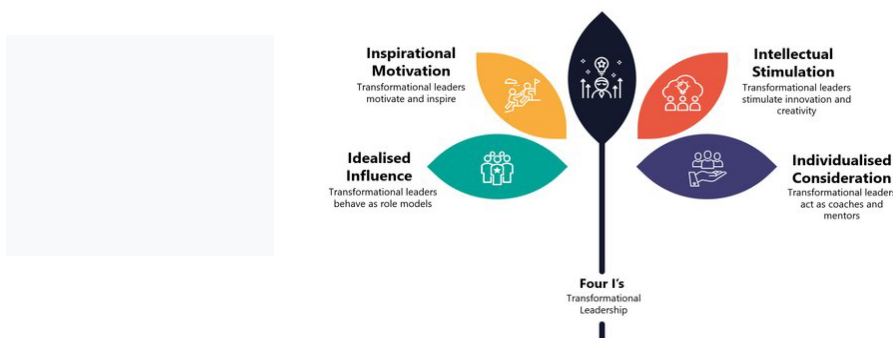 Inspirational
Motivation
Transformational leaders
motivate and inspire
Intellectual
Stimulation
Transformational leaders
stimulate innovation and
creativity
Idealised
Influence
Transformational leaders
behave as role models
Individualised
Consideration
Transformational leaders
act as coaches and
mentors
Four I's
Transformational
Leadership